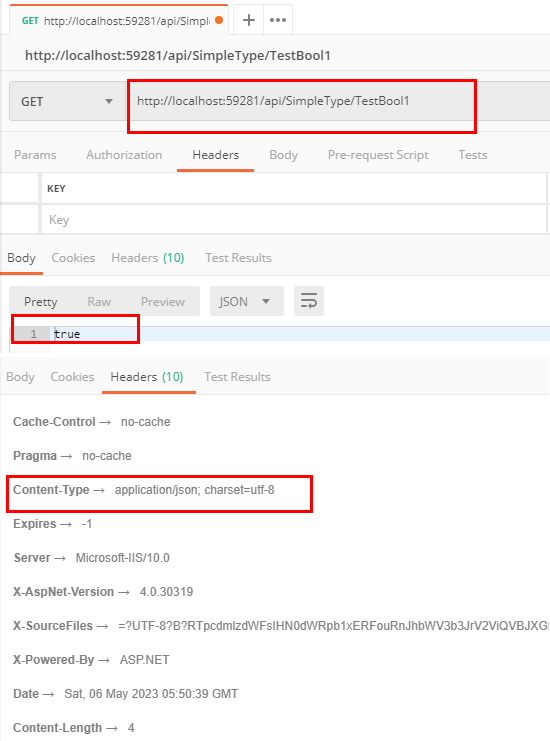 GET http://localhost:59281/api/Simpl
http://localhost:59281/api/SimpleType/TestBool1
GET http://localhost:59281/api/SimpleType/TestBool1
Params Authorization Headers Body Pre-request Script Tests
KEY
Key
Body Cookies Headers (10) Test Results
Pretty Raw Preview JSON
1 true
Body Cookies Headers (10) Test Results
Cache-Control → no-cache
Pragma → no-cache
Content-Type → application/json; charset=utf-8
Expires → -1
Server → Microsoft-IIS/10.0
X-AspNet-Version → 4.0.30319
X-SourceFiles → =?UTF-8?B?RTpcdmlzdWFsIHN0dWRpb1xERFouRnJhbWV3b3JrV2ViQVBJXG
X-Powered-By → ASP.NET
Date → Sat, 06 May 2023 05:50:39 GMT
Content-Length → 4